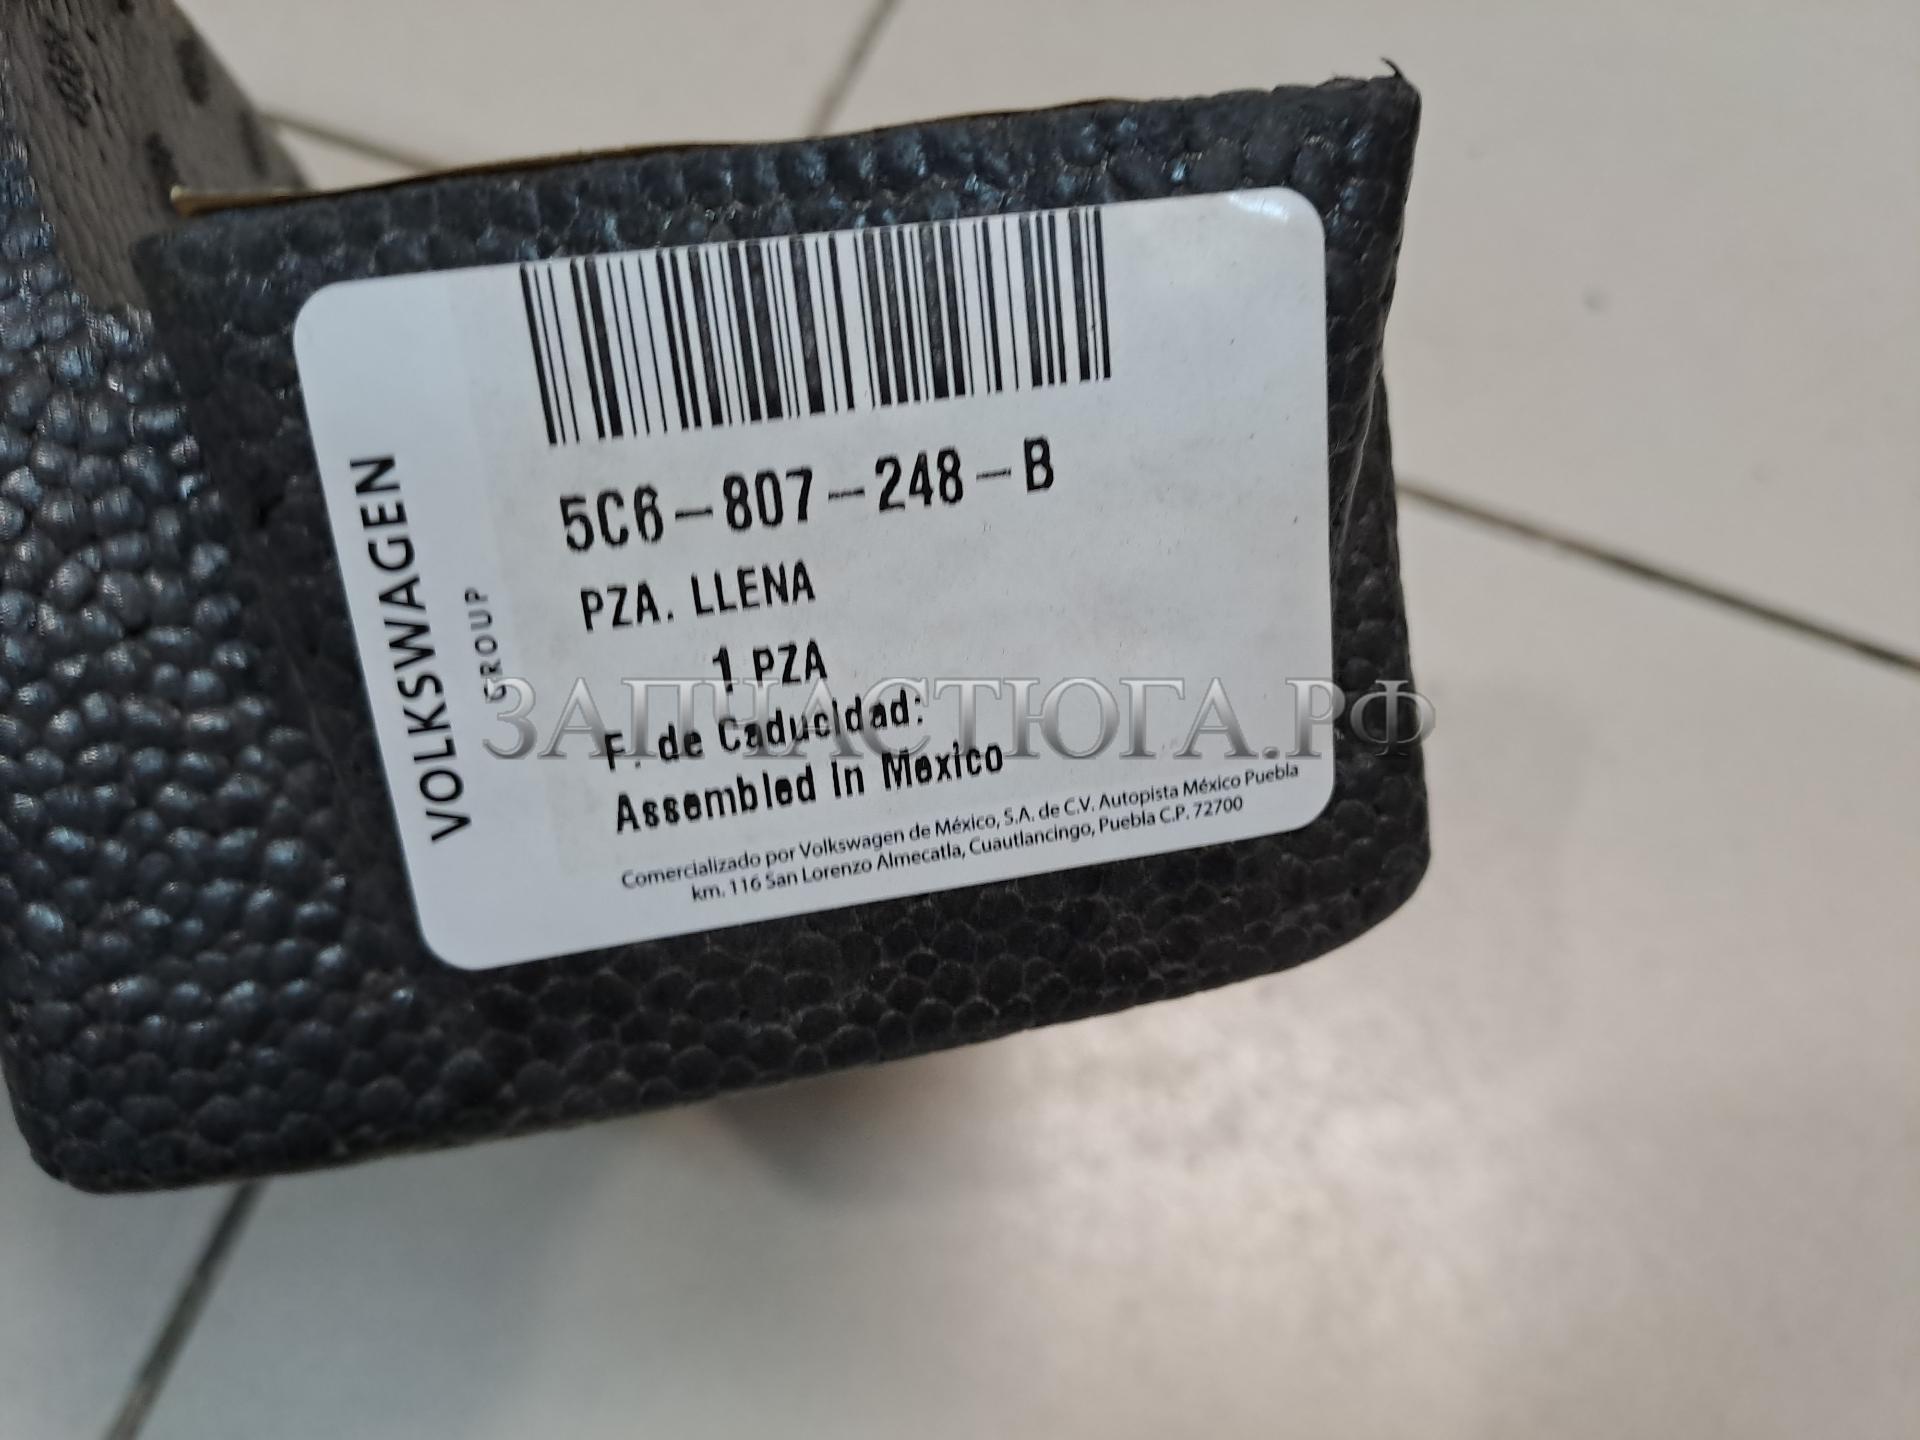 VOLKSWAGEN
GROUP
5C6-807-248-B
PZA. LLENA
1 PZA
F. de Caducidad:
Assembled in Mexico
Comercializado por Volkswagen de México, S.A. de C.V. Autopista México Puebla
km. 116 San Lorenzo Almecatla, Cuautlancingo, Puebla C.P. 72700
ЗАПЧАСТЮГА.РФ